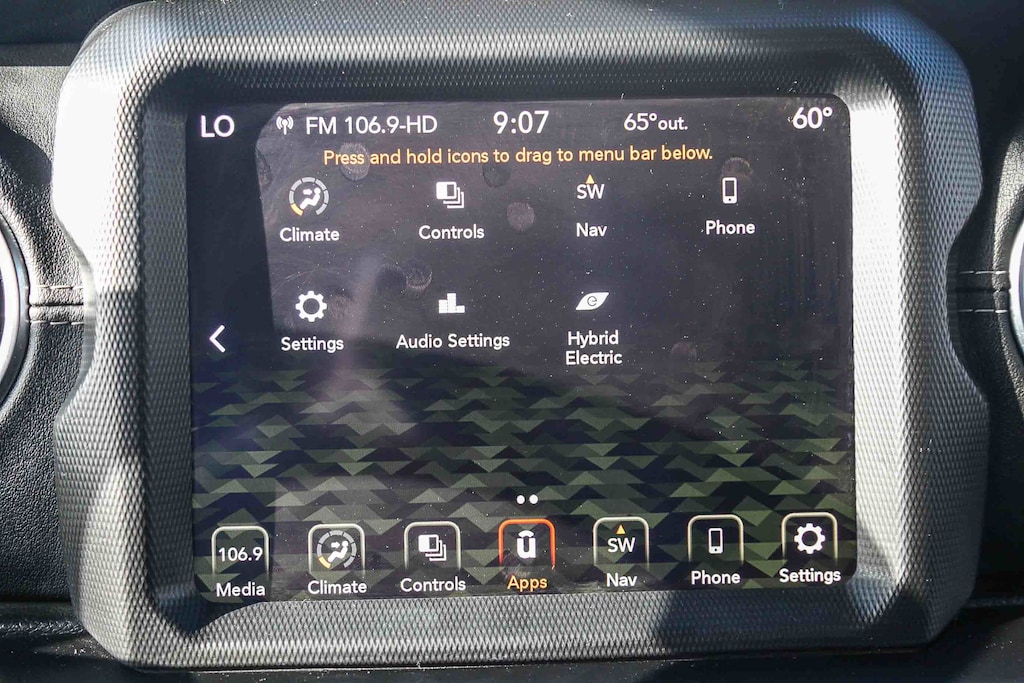 LO FM 106.9-HD 9:07 65° out. 60°
Press and hold icons to drag to menu bar below.
SW
Climate Controls Nav Phone
e
Settings Audio Settings Hybrid
Electric
106.9 ū SW
Media Climate Controls Apps Nav Phone Settings